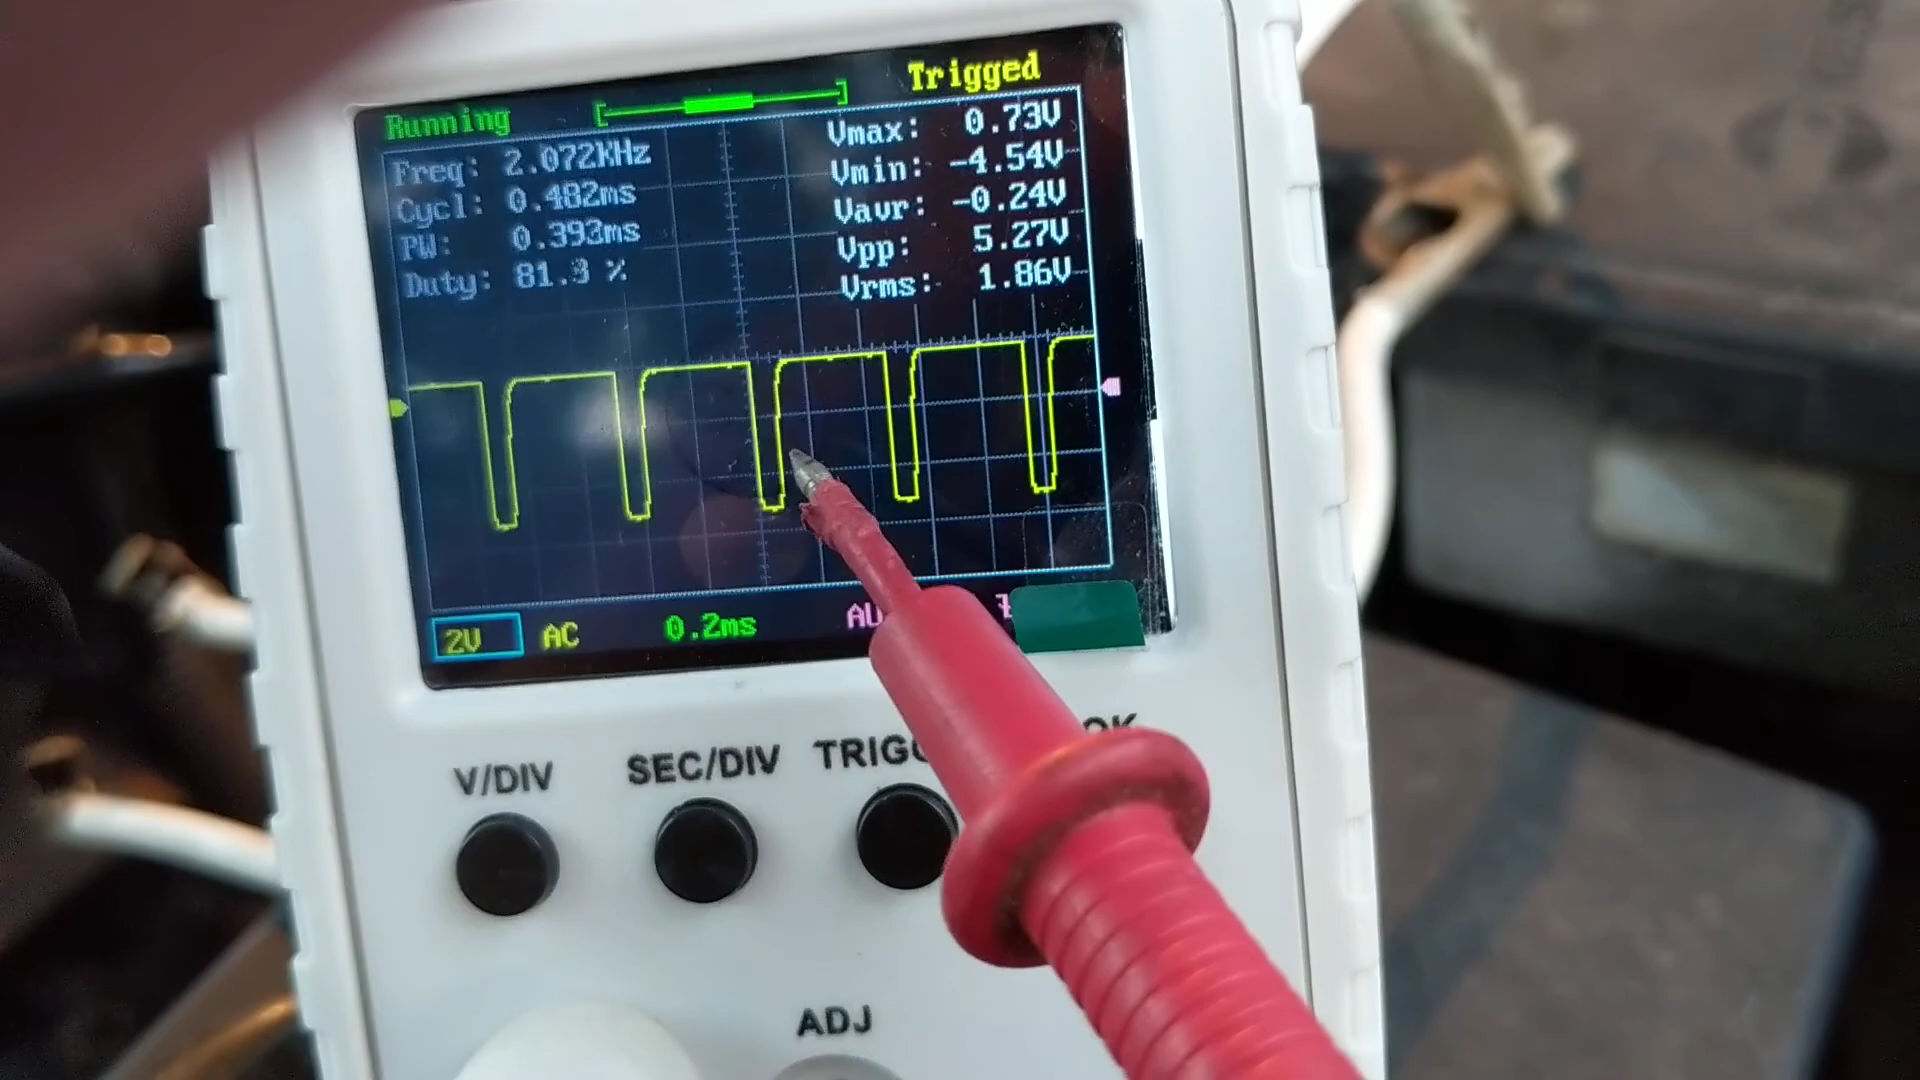 Running
Trigged
Freq: 2.072KHz
Cycl: 0.482ms
PW: 0.393ms
Duty: 81.3 %
Vmax: 0.73V
Vmin: -4.54V
Vavr: -0.24V
Vpp: 5.27V
Vrms: 1.86V
2V AC 0.2ms AU
V/DIV SEC/DIV TRIGG OK
ADJ